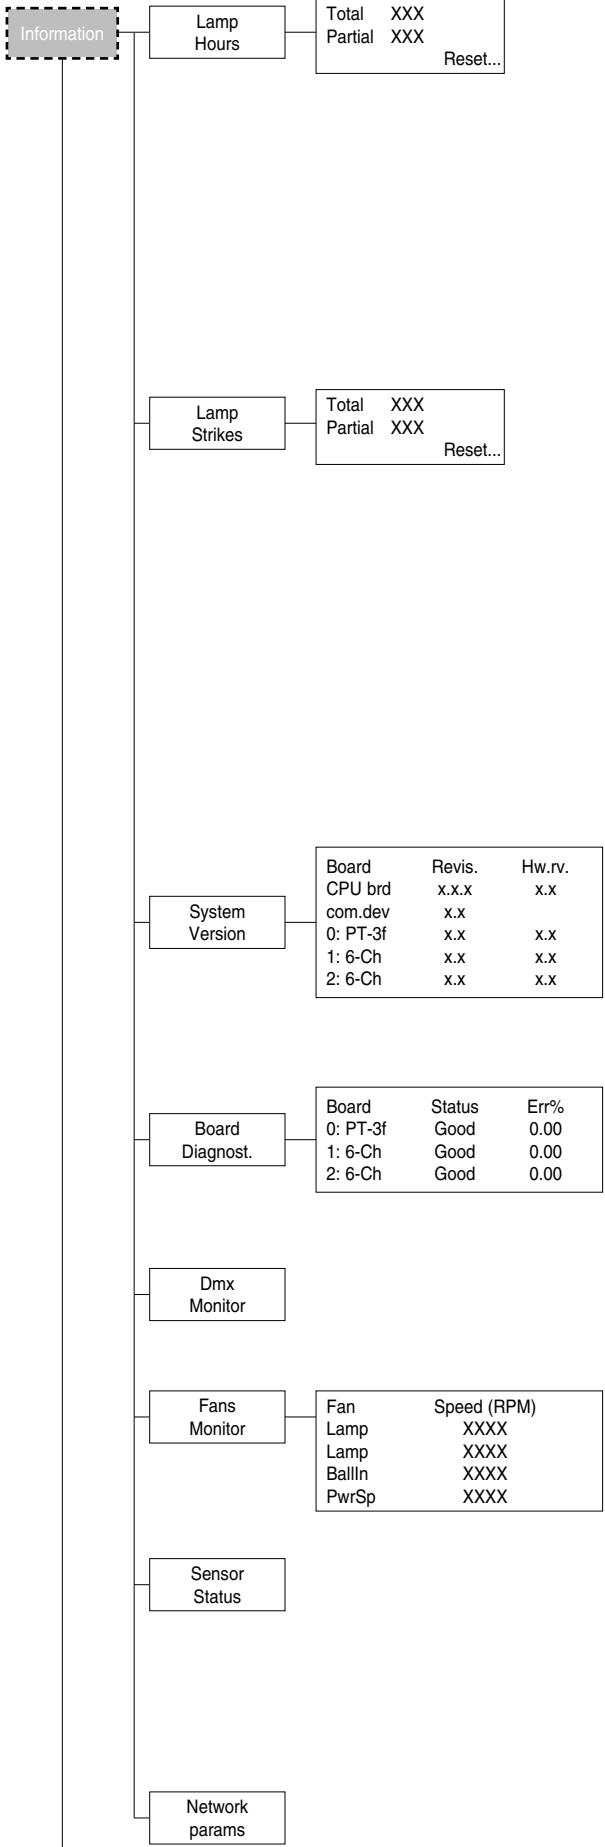 Information
Lamp
Hours
Total XXX
Partial XXX
Reset...
Lamp
Strikes
Total XXX
Partial XXX
Reset...
System
Version
Board Revis. Hw.rv.
CPU brd x.x.x x.x
com.dev x.x
0: PT-3f x.x x.x
1: 6-Ch x.x x.x
2: 6-Ch x.x x.x
Board
Diagnost.
Board Status Err%
0: PT-3f Good 0.00
1: 6-Ch Good 0.00
2: 6-Ch Good 0.00
Dmx
Monitor
Fans
Monitor
Fan Speed (RPM)
Lamp XXXX
Lamp XXXX
BallIn XXXX
PwrSp XXXX
Sensor
Status
Network
params